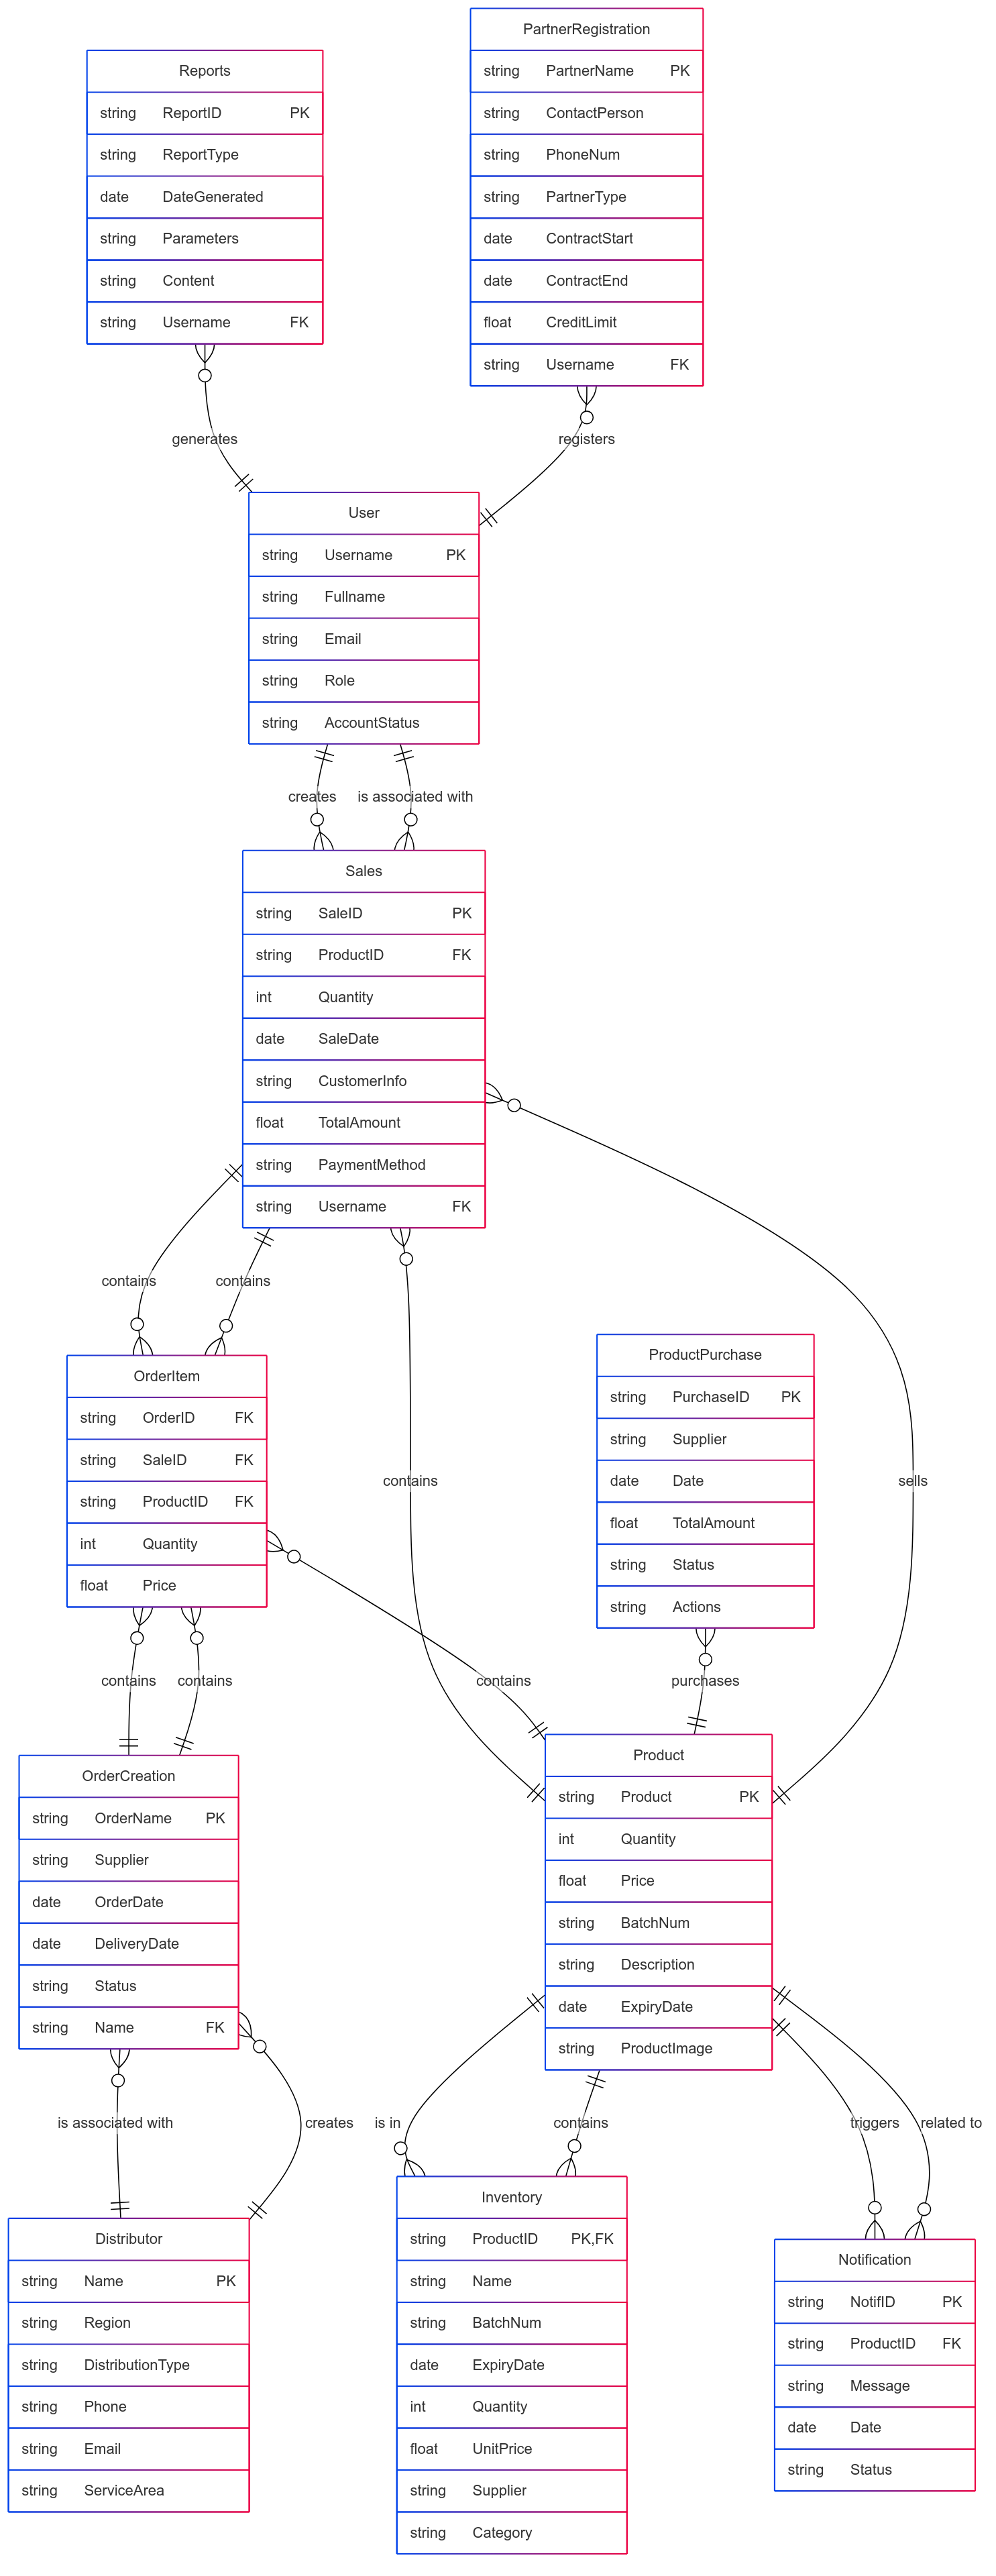 PartnerRegistration
string PartnerName PK
string ContactPerson
string PhoneNum
string PartnerType
date ContractStart
date ContractEnd
float CreditLimit
string Username FK
Reports
string ReportID PK
string ReportType
date DateGenerated
string Parameters
string Content
string Username FK
generates
registers
User
string Username PK
string Fullname
string Email
string Role
string AccountStatus
creates
is associated with
Sales
string SaleID PK
string ProductID FK
int Quantity
date SaleDate
string CustomerInfo
float TotalAmount
string PaymentMethod
string Username FK
contains
contains
OrderItem
string OrderID FK
string SaleID FK
string ProductID FK
int Quantity
float Price
contains
sells
ProductPurchase
string PurchaseID PK
string Supplier
date Date
float TotalAmount
string Status
string Actions
contains
contains
contains
purchases
OrderCreation
string OrderName PK
string Supplier
date OrderDate
date DeliveryDate
string Status
string Name FK
Product
string Product PK
int Quantity
float Price
string BatchNum
string Description
date ExpiryDate
string ProductImage
is associated with
creates
is in
contains
triggers
related to
Distributor
string Name PK
string Region
string DistributionType
string Phone
string Email
string ServiceArea
Inventory
string ProductID PK,FK
string Name
string BatchNum
date ExpiryDate
int Quantity
float UnitPrice
string Supplier
string Category
Notification
string NotifID PK
string ProductID FK
string Message
date Date
string Status